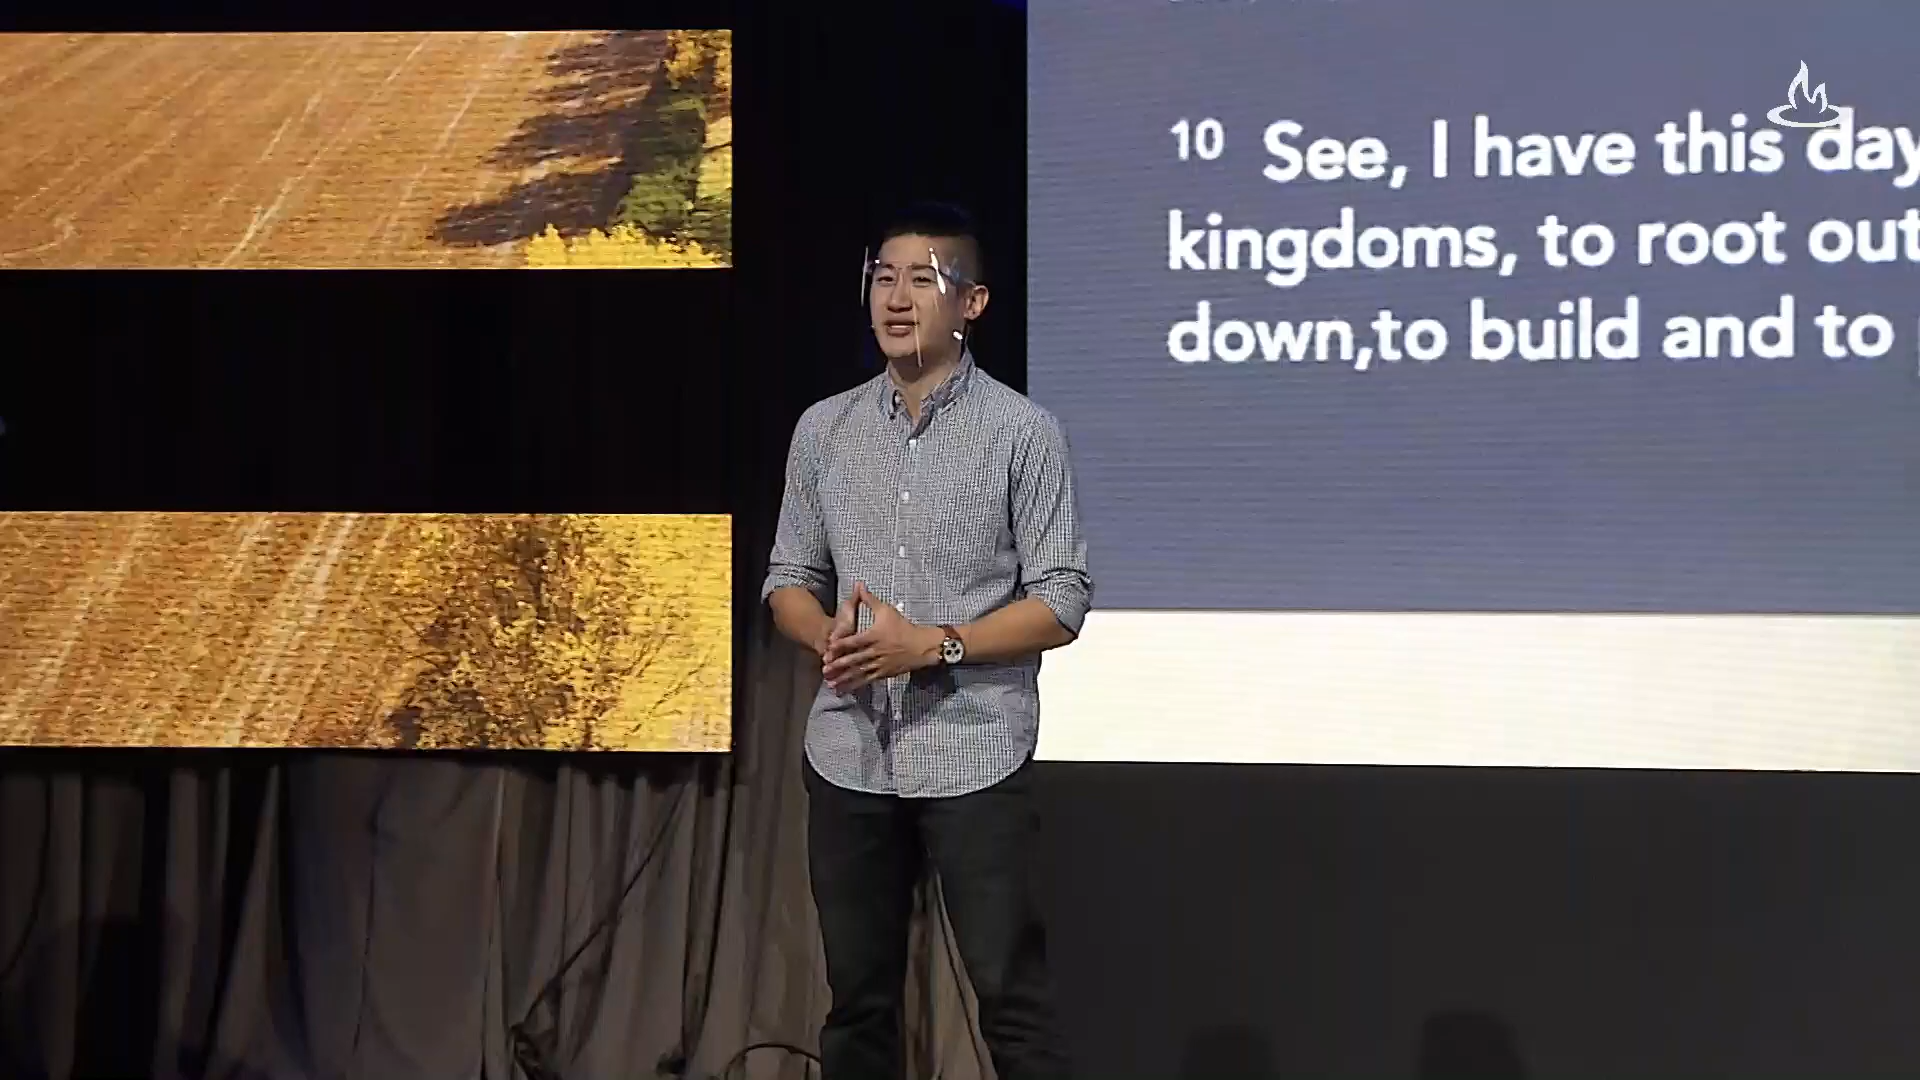 10 See, I have this day
kingdoms, to root out
down,to build and to